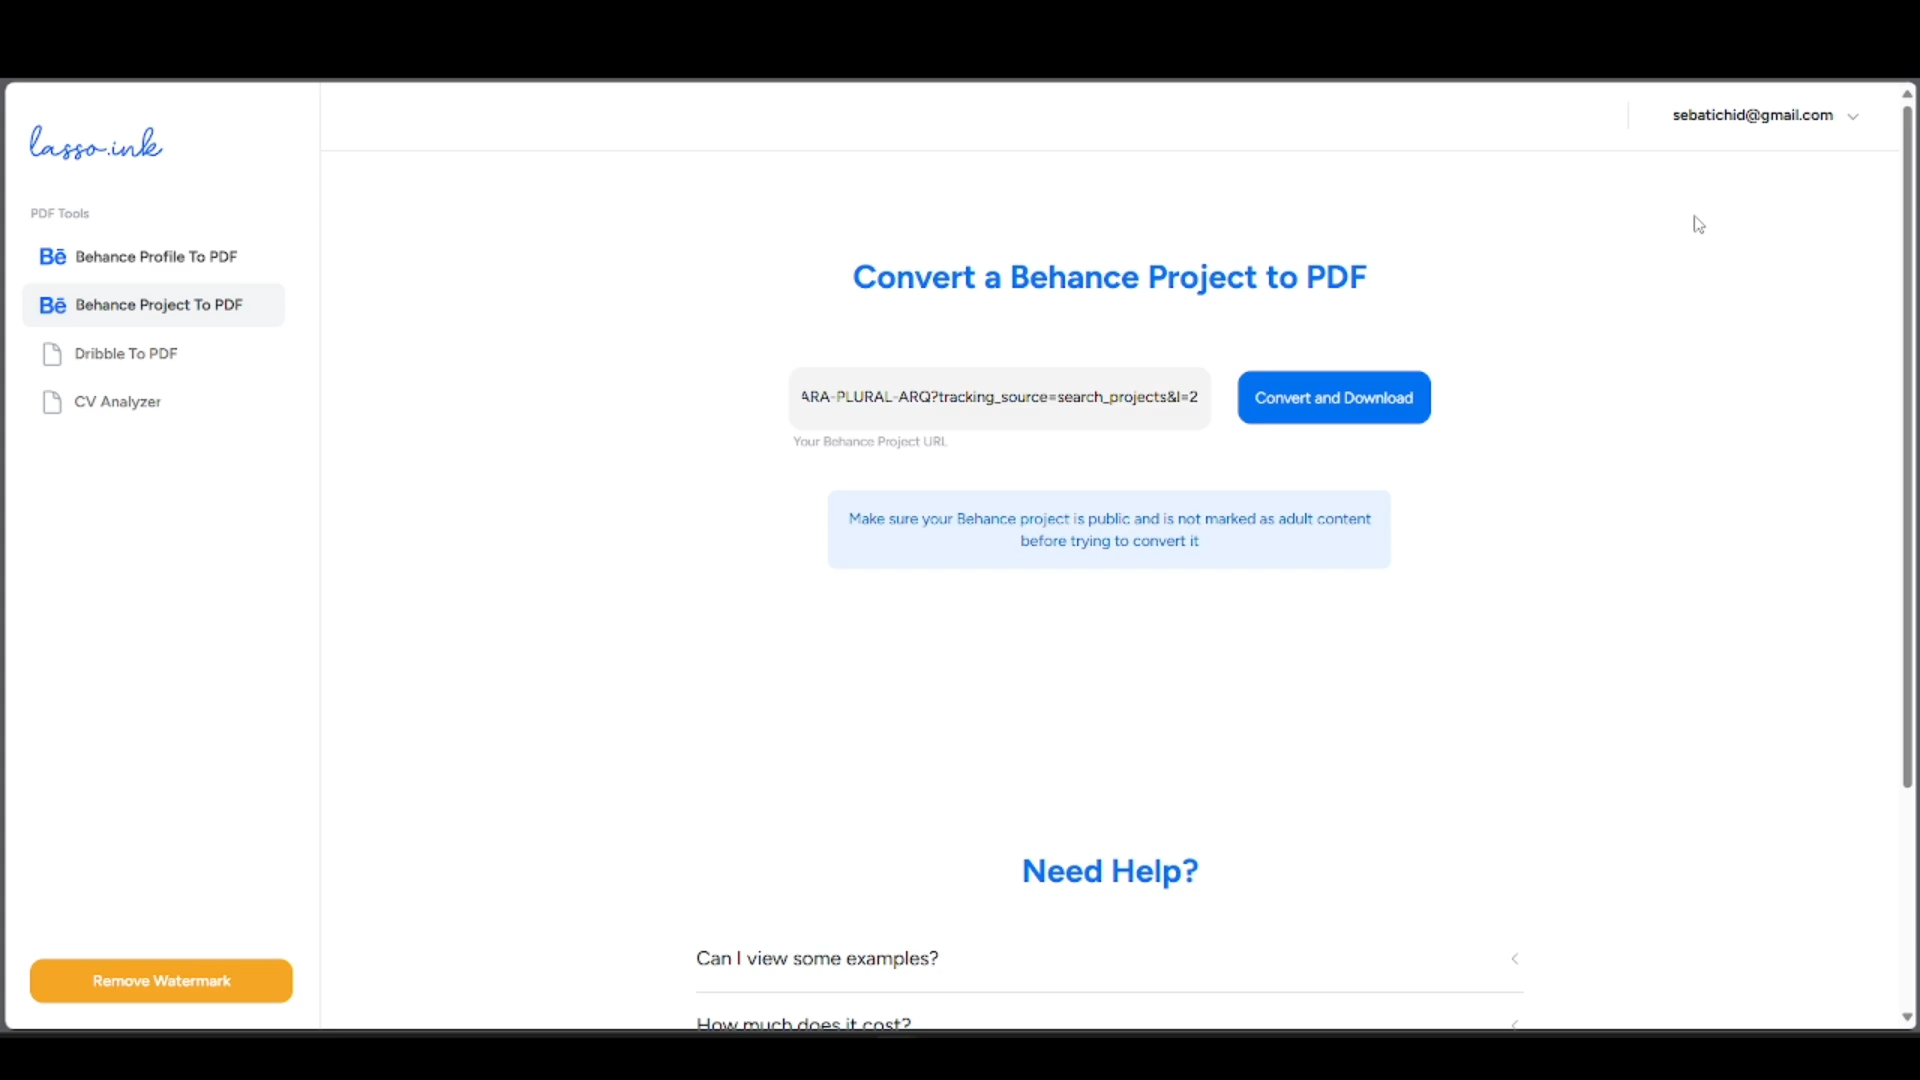 lasso.ink
sebatichid@gmail.com
PDF Tools
Bē Behance Profile To PDF
Bē Behance Project To PDF
Dribble To PDF
CV Analyzer
Convert a Behance Project to PDF
ARA-PLURAL-ARQ?tracking_source=search_projects&l=2
Convert and Download
Your Behance Project URL
Make sure your Behance project is public and is not marked as adult content
before trying to convert it
Need Help?
Can I view some examples?
How much does it cost?
Remove Watermark